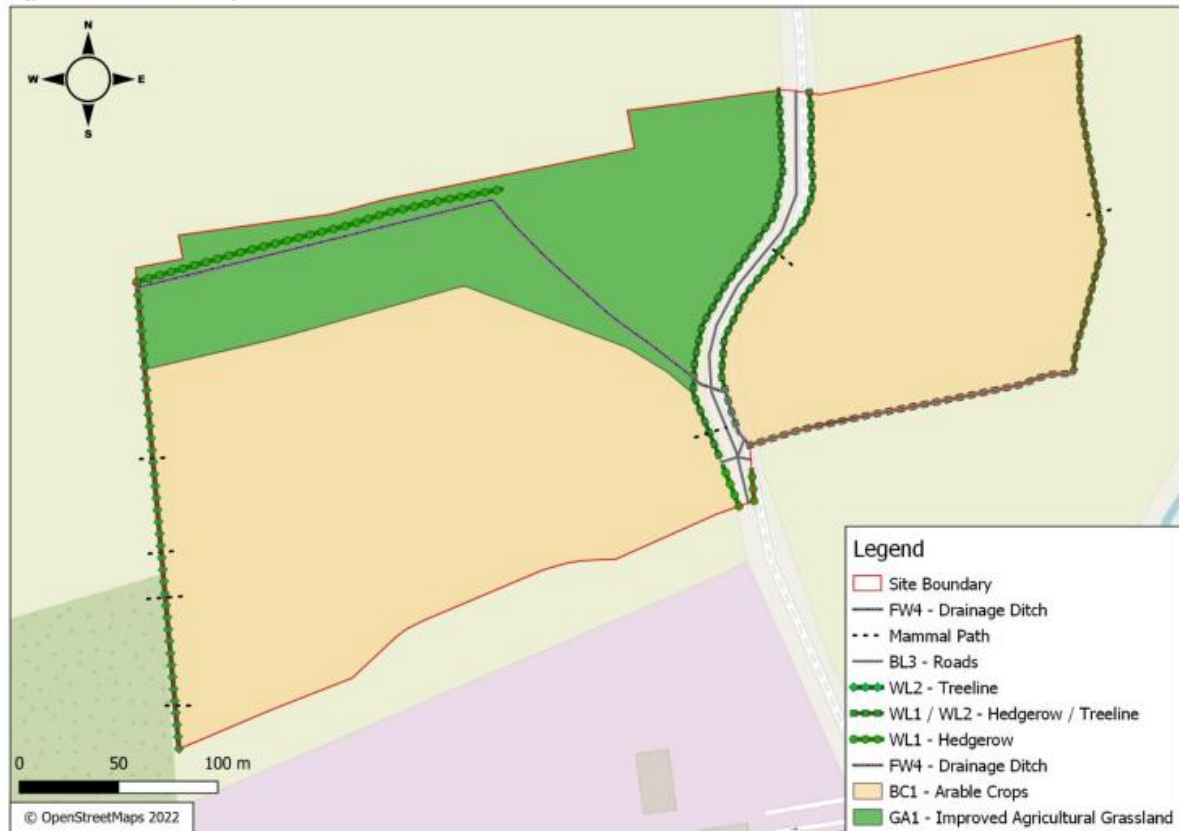 N
W E
S
0 50 100 m
© OpenStreetMaps 2022
Legend
Site Boundary
FW4 - Drainage Ditch
Mammal Path
BL3 - Roads
WL2 - Treeline
WL1 / WL2 - Hedgerow / Treeline
WL1 - Hedgerow
FW4 - Drainage Ditch
BC1 - Arable Crops
GA1 - Improved Agricultural Grassland